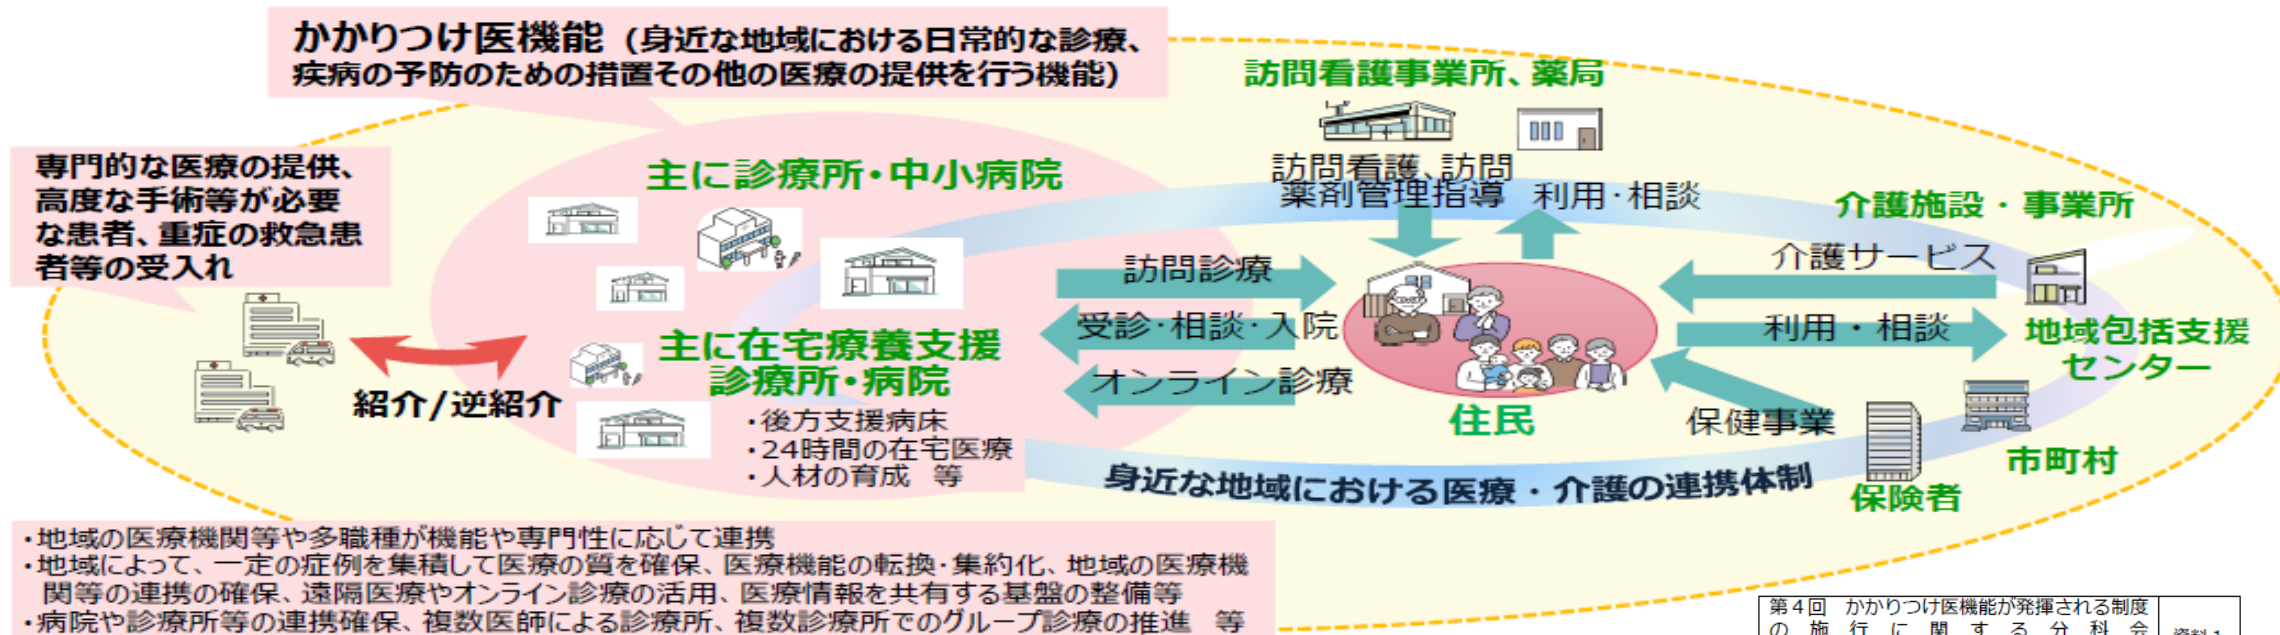 かかりつけ医機能（身近な地域における日常的な診療、
疾病の予防のための措置その他の医療の提供を行う機能）
専門的な医療の提供、
高度な手術等が必要
な患者、重症の救急患
者等の受入れ
紹介/逆紹介
主に診療所・中小病院
主に在宅療養支援
診療所・病院
・後方支援病床
・24時間の在宅医療
・人材の育成 等
訪問看護事業所、薬局
訪問看護、訪問
薬剤管理指導
利用・相談
訪問診療
受診・相談・入院
オンライン診療
住民
介護施設・事業所
介護サービス
利用・相談
地域包括支援
センター
保健事業
保険者
市町村
身近な地域における医療・介護の連携体制
・地域の医療機関等や多職種が機能や専門性に応じて連携
・地域によって、一定の症例を集積して医療の質を確保、医療機能の転換・集約化、地域の医療機
関等の連携の確保、遠隔医療やオンライン診療の活用、医療情報を共有する基盤の整備等
・病院や診療所等の連携確保、複数医師による診療所、複数診療所でのグループ診療の推進 等
第４回 かかりつけ医機能が発揮される制度
の施行に関する分科会
資料１